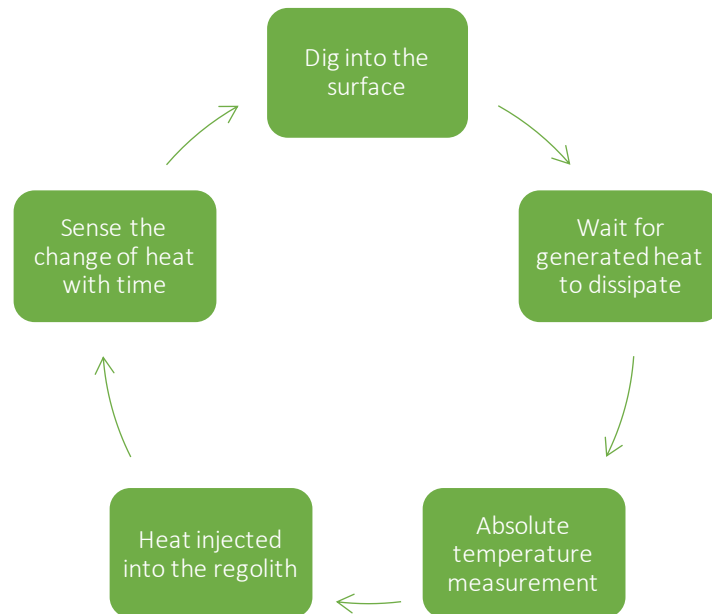 Dig into the
surface
Wait for
generated heat
to dissipate
Absolute
temperature
measurement
Heat injected
into the regolith
Sense the
change of heat
with time